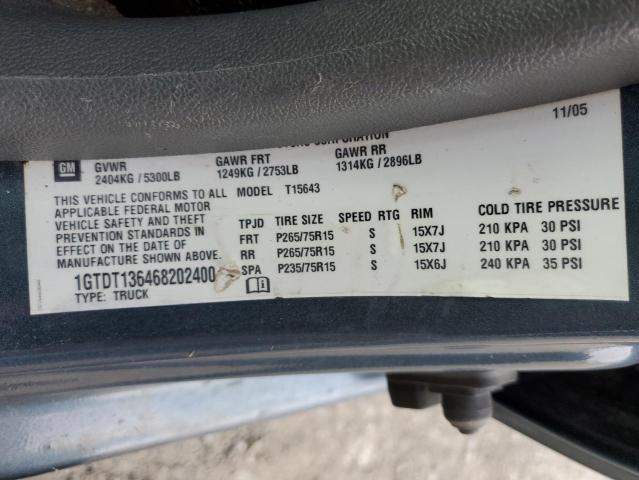 11/05
CORPORATION
GM GVWR GAWR FRT GAWR RR
2404KG / 5300LB 1249KG / 2753LB 1314KG / 2896LB
THIS VEHICLE CONFORMS TO ALL MODEL T15643
APPLICABLE FEDERAL MOTOR
VEHICLE SAFETY AND THEFT
PREVENTION STANDARDS IN
EFFECT ON THE DATE OF
MANUFACTURE SHOWN ABOVE.
1GTDT136468202400
TYPE: TRUCK
TPJD TIRE SIZE SPEED RTG RIM COLD TIRE PRESSURE
FRT P265/75R15 S 15X7J 210 KPA 30 PSI
RR P265/75R15 S 15X7J 210 KPA 30 PSI
SPA P235/75R15 S 15X6J 240 KPA 35 PSI